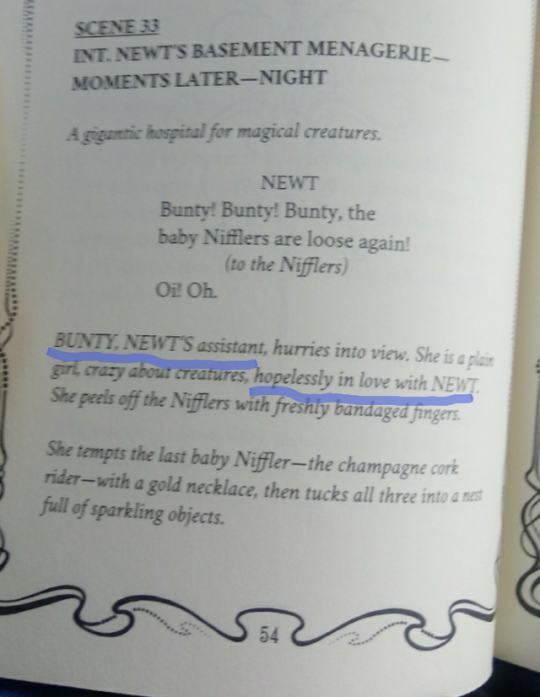 SCENE 33
INT. NEWT'S BASEMENT MENAGERIE—
MOMENTS LATER—NIGHT
A gigantic hospital for magical creatures.
NEWT
Bunty! Bunty! Bunty, the
baby Nifflers are loose again!
(to the Nifflers)
Oi! Oh.
BUNTY, NEWT'S assistant, hurries into view. She is a plain
girl, crazy about creatures, hopelessly in love with NEWT.
She peels off the Nifflers with freshly bandaged fingers.
She tempts the last baby Niffler—the champagne cork
rider—with a gold necklace, then tucks all three into a nest
full of sparkling objects.
54